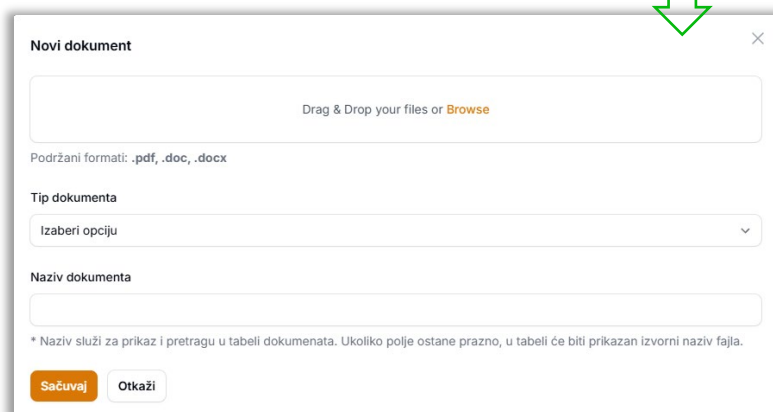 Novi dokument
Drag & Drop your files or Browse
Podržani formati: .pdf, .doc, .docx
Tip dokumenta
Izaberi opciju
Naziv dokumenta
* Naziv služi za prikaz i pretragu u tabeli dokumenata. Ukoliko polje ostane prazno, u tabeli će biti prikazan izvorni naziv fajla.
Sačuvaj Otkaži